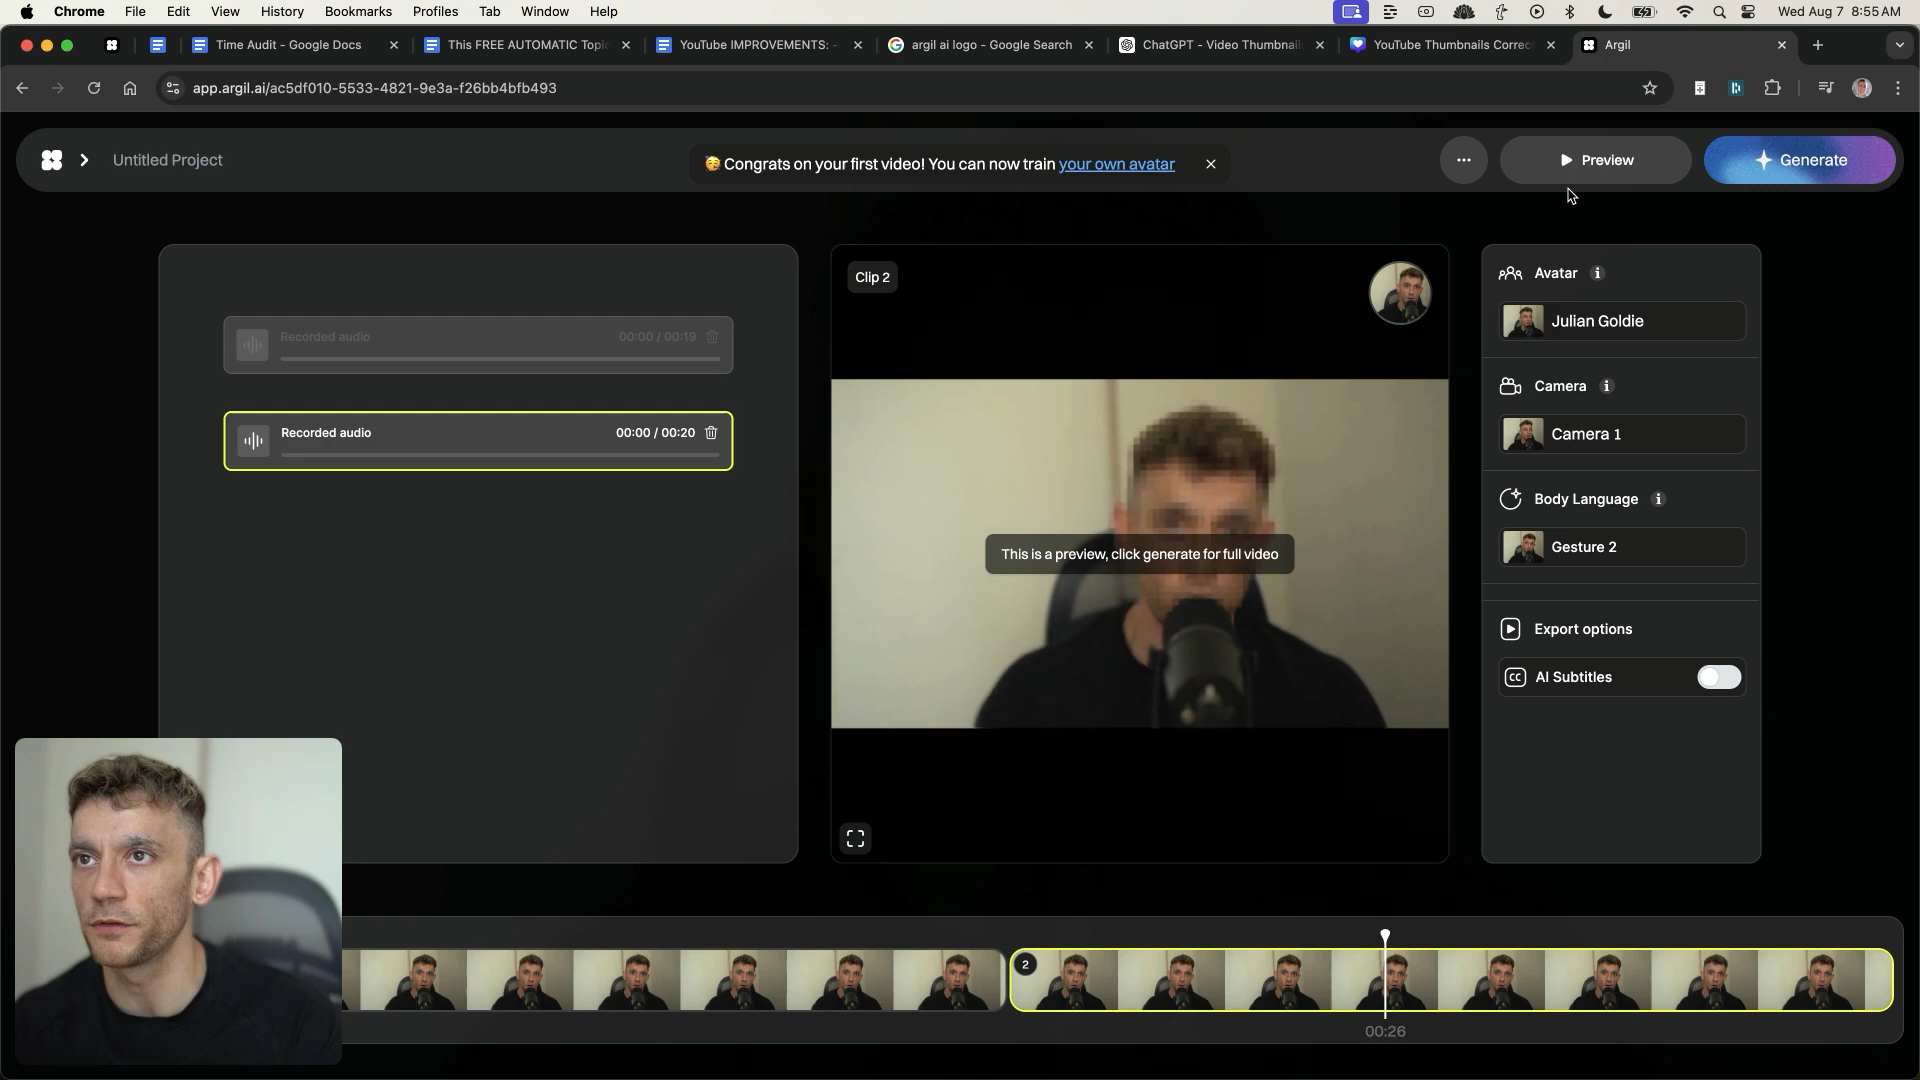 Chrome File Edit View History Bookmarks Profiles Tab Window Help Wed Aug 7 8:55 AM
Time Audit - Google Docs
This FREE AUTOMATIC Topi
YouTube IMPROVEMENTS: -
argil ai logo - Google Search
ChatGPT - Video Thumbnail
YouTube Thumbnails Correc
Argil
app.argil.ai/ac5df010-5533-4821-9e3a-f26bb4bfb493
Untitled Project
🥳 Congrats on your first video! You can now train your own avatar
Preview
Generate
Recorded audio 00:00 / 00:19
Recorded audio 00:00 / 00:20
Clip 2
This is a preview, click generate for full video
Avatar
Julian Goldie
Camera
Camera 1
Body Language
Gesture 2
Export options
CC AI Subtitles
2
00:26